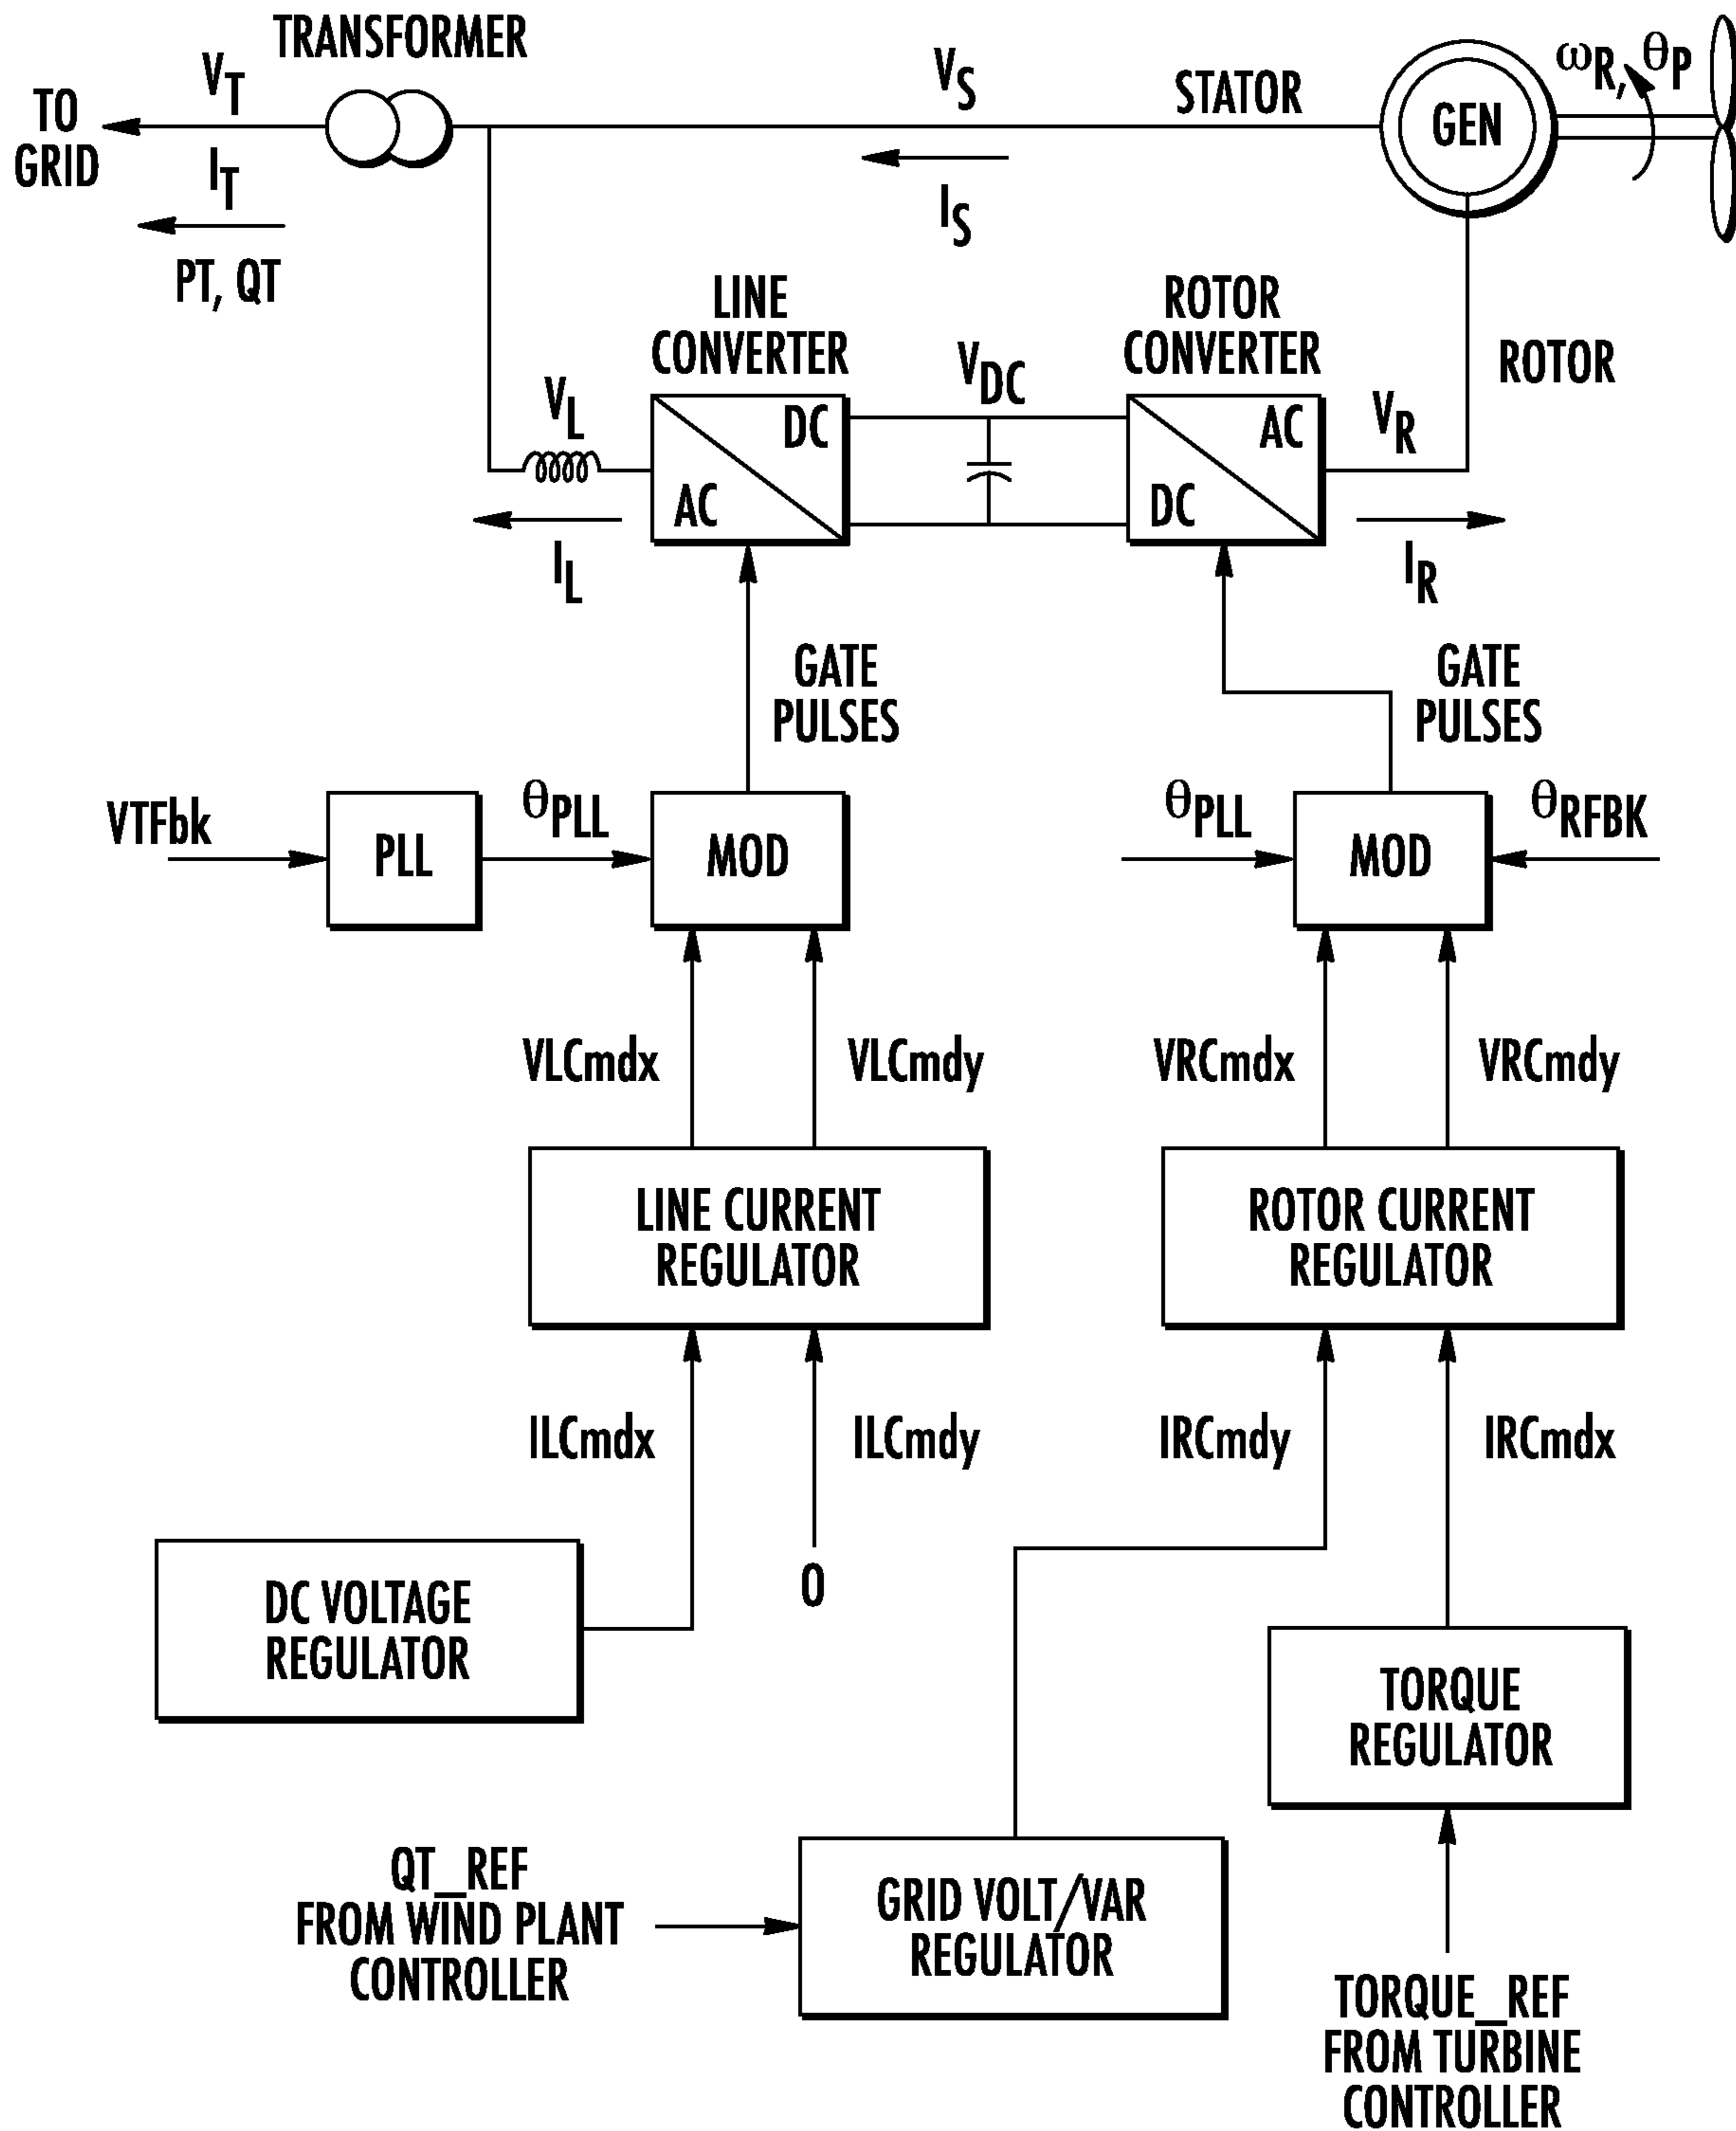 TRANSFORMER
TO
GRID
VT
IT
PT, QT
VS
IS
STATOR
GEN
ωR, θP
LINE
CONVERTER
ROTOR
CONVERTER
ROTOR
VL
DC
AC
VDC
AC
DC
VR
IL
IR
GATE
PULSES
GATE
PULSES
VTFbk
PLL
θPLL
MOD
θPLL
MOD
θRFBK
VLCmdx
VLCmdy
VRCmdx
VRCmdy
LINE CURRENT
REGULATOR
ROTOR CURRENT
REGULATOR
ILCmdx
ILCmdy
IRCmdy
IRCmdx
DC VOLTAGE
REGULATOR
0
TORQUE
REGULATOR
QT_REF
FROM WIND PLANT
CONTROLLER
GRID VOLT/VAR
REGULATOR
TORQUE_REF
FROM TURBINE
CONTROLLER